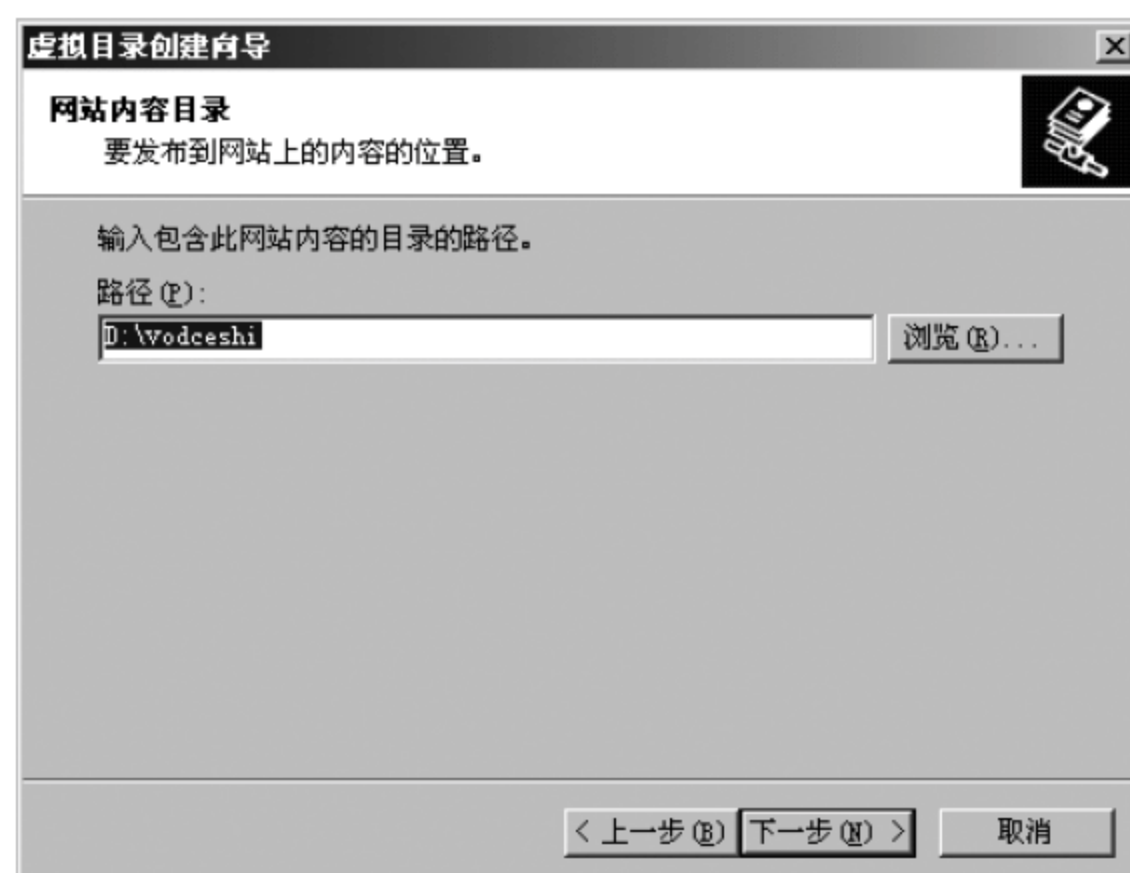 虚拟目录创建向导
网站内容目录
要发布到网站上的内容的位置。
输入包含此网站内容的目录的路径。
路径(P):
D:\vodceshi 浏览(R)...
< 上一步(B) 下一步(N) > 取消